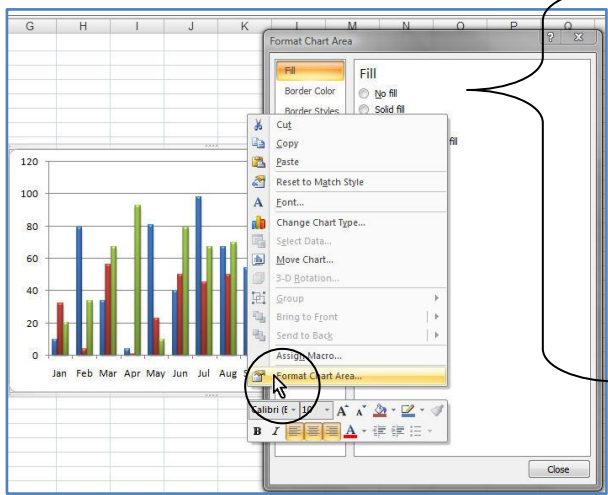 G H I J K L M N O P Q
Format Chart Area
Fill
Border Color
Border Styles
Fill
No fill
Solid fill
fill
Cut
Copy
Paste
Reset to Match Style
Font...
Change Chart Type...
Select Data...
Move Chart...
3-D Rotation...
Group
Bring to Front
Send to Back
Assign Macro...
Format Chart Area...
Calibri (E 10 A A
B I A
120
100
80
60
40
20
0
Jan Feb Mar Apr May Jun Jul Aug S
Close